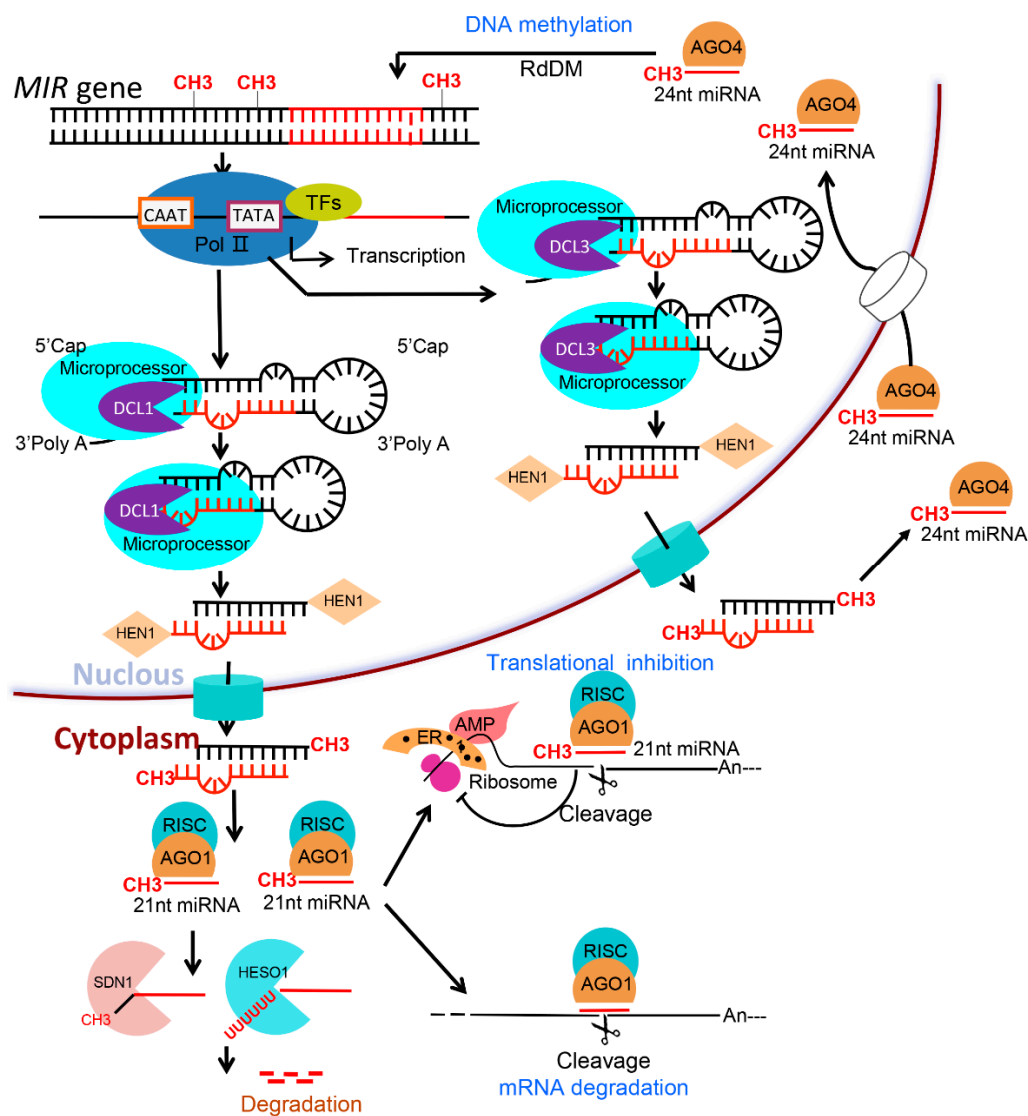 DNA methylation
RdDM
AGO4
CH3
24nt miRNA
AGO4
CH3
24nt miRNA
MIR gene
CH3
CH3
CH3
CAAT
TATA
TFs
Pol Ⅱ
Transcription
Microprocessor
DCL3
DCL3
Microprocessor
5'Cap
5'Cap
Microprocessor
DCL1
3'Poly A
3'Poly A
DCL1
Microprocessor
HEN1
HEN1
HEN1
HEN1
AGO4
CH3
24nt miRNA
AGO4
CH3
24nt miRNA
CH3
CH3
Nuclous
Cytoplasm
CH3
CH3
Translational inhibition
RISC
AGO1
CH3
21nt miRNA
AMP
ER
Ribosome
An---
Cleavage
RISC
AGO1
CH3
21nt miRNA
RISC
AGO1
CH3
21nt miRNA
SDN1
CH3
HESO1
UUUUUU
Degradation
RISC
AGO1
An---
Cleavage
mRNA degradation